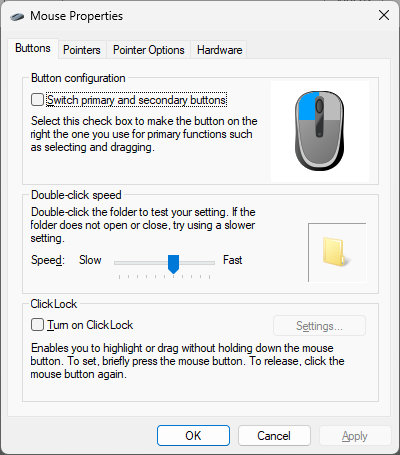 Mouse Properties
Buttons Pointers Pointer Options Hardware
Button configuration
Switch primary and secondary buttons
Select this check box to make the button on the
right the one you use for primary functions such
as selecting and dragging.
Double-click speed
Double-click the folder to test your setting. If the
folder does not open or close, try using a slower
setting.
Speed: Slow Fast
ClickLock
Turn on ClickLock
Settings...
Enables you to highlight or drag without holding down the mouse
button. To set, briefly press the mouse button. To release, click the
mouse button again.
OK Cancel Apply